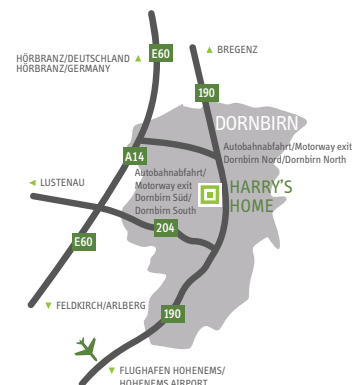 E60
▲ BREGENZ
HÖRBRANZ/DEUTSCHLAND ▲
HÖRBRANZ/GERMANY
190
DORNBIRN
Autobahnabfahrt/Motorway exit
Dornbirn Nord/Dornbirn North
A14
Autobahnabfahrt/
Motorway exit
Dornbirn Süd/
Dornbirn South
◄ LUSTENAU
HARRY'S
HOME
204
E60
▼ FELDKIRCH/ARLBERG
190
▼ FLUGHAFEN HOHENEMS/
HOHENEMS AIRPORT